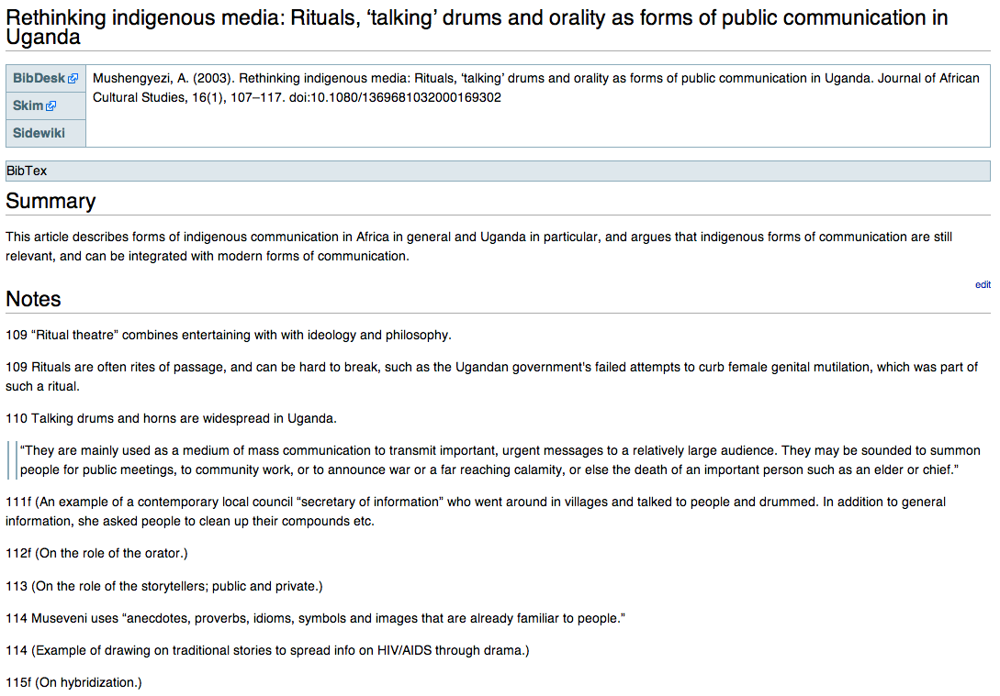 Rethinking indigenous media: Rituals, ‘talking’ drums and orality as forms of public communication in
Uganda
BibDesk
Skim
Sidewiki
Mushengyezi, A. (2003). Rethinking indigenous media: Rituals, ‘talking’ drums and orality as forms of public communication in Uganda. Journal of African
Cultural Studies, 16(1), 107–117. doi:10.1080/1369681032000169302
BibTex
Summary
This article describes forms of indigenous communication in Africa in general and Uganda in particular, and argues that indigenous forms of communication are still
relevant, and can be integrated with modern forms of communication.
edit
Notes
109 “Ritual theatre” combines entertaining with with ideology and philosophy.
109 Rituals are often rites of passage, and can be hard to break, such as the Ugandan government's failed attempts to curb female genital mutilation, which was part of
such a ritual.
110 Talking drums and horns are widespread in Uganda.
“They are mainly used as a medium of mass communication to transmit important, urgent messages to a relatively large audience. They may be sounded to summon
people for public meetings, to community work, or to announce war or a far reaching calamity, or else the death of an important person such as an elder or chief.”
111f (An example of a contemporary local council “secretary of information” who went around in villages and talked to people and drummed. In addition to general
information, she asked people to clean up their compounds etc.
112f (On the role of the orator.)
113 (On the role of the storytellers; public and private.)
114 Museveni uses “anecdotes, proverbs, idioms, symbols and images that are already familiar to people.”
114 (Example of drawing on traditional stories to spread info on HIV/AIDS through drama.)
115f (On hybridization.)